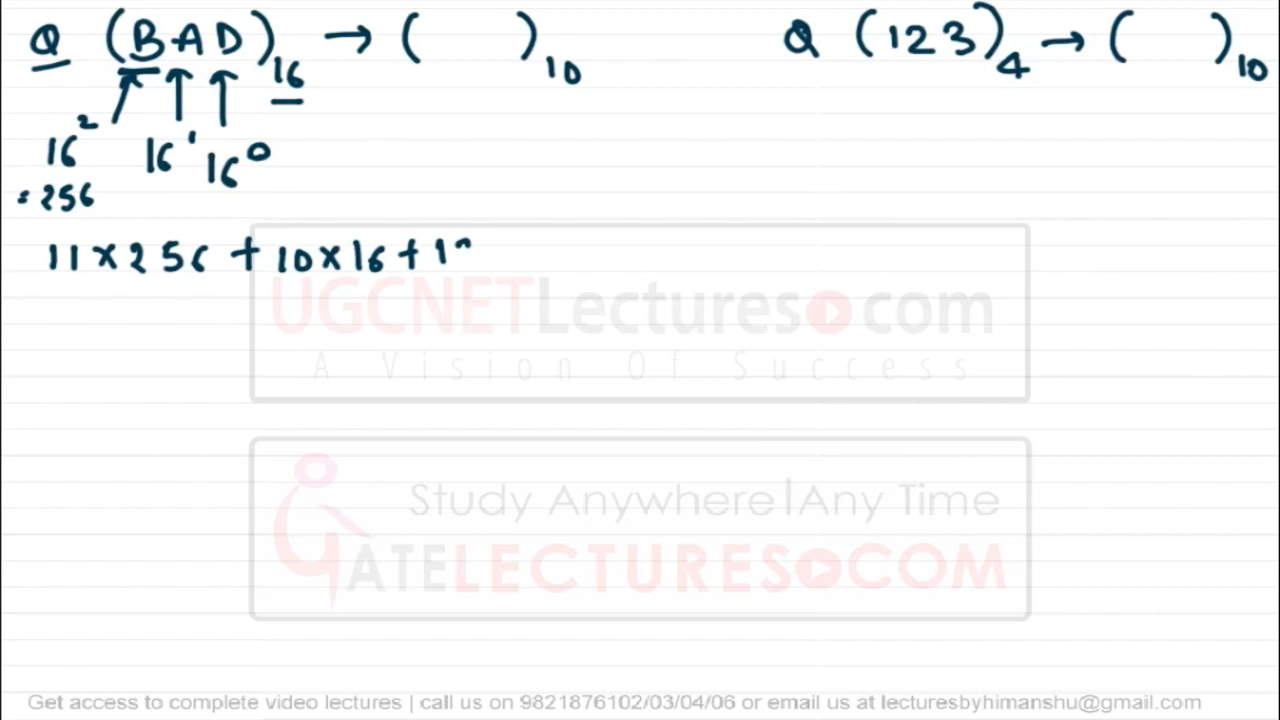 Q (BAD)₁₆ → (   )₁₀
16² 16¹ 16⁰
= 256
11 × 256 + 10 × 16 + 1
Q (123)₄ → (   )₁₀
UGCNETLectures.com
A Vision Of Success
Study Anywhere|Any Time
GATELECTURES.COM
Get access to complete video lectures | call us on 9821876102/03/04/06 or email us at lecturesbyhimanshu@gmail.com